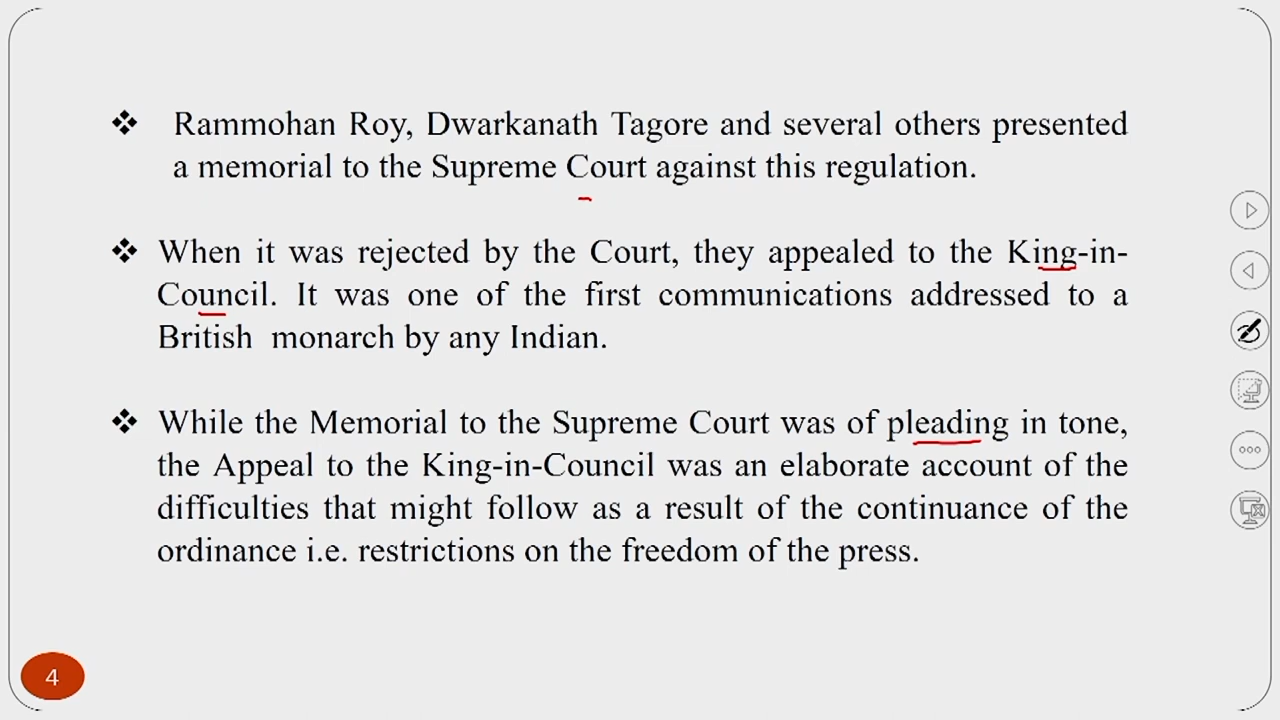 ❖ Rammohan Roy, Dwarkanath Tagore and several others presented
a memorial to the Supreme Court against this regulation.
❖ When it was rejected by the Court, they appealed to the King-in-
Council. It was one of the first communications addressed to a
British monarch by any Indian.
❖ While the Memorial to the Supreme Court was of pleading in tone,
the Appeal to the King-in-Council was an elaborate account of the
difficulties that might follow as a result of the continuance of the
ordinance i.e. restrictions on the freedom of the press.
4